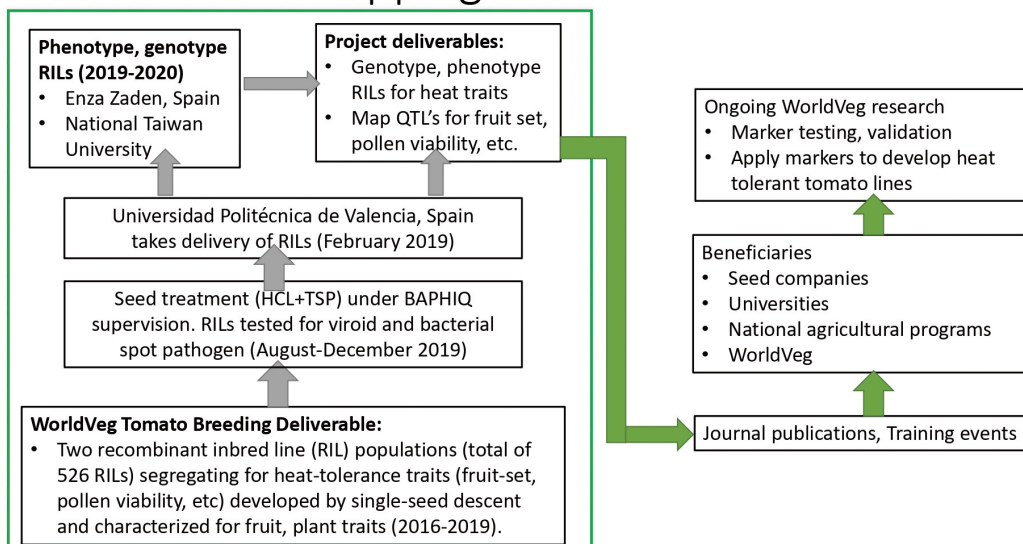 Phenotype, genotype
RILs (2019-2020)
• Enza Zaden, Spain
• National Taiwan
University
Project deliverables:
• Genotype, phenotype
RILs for heat traits
• Map QTL's for fruit set,
pollen viability, etc.
Universidad Politécnica de Valencia, Spain
takes delivery of RILs (February 2019)
Seed treatment (HCL+TSP) under BAPHIQ
supervision. RILs tested for viroid and bacterial
spot pathogen (August-December 2019)
WorldVeg Tomato Breeding Deliverable:
• Two recombinant inbred line (RIL) populations (total of
526 RILs) segregating for heat-tolerance traits (fruit-set,
pollen viability, etc) developed by single-seed descent
and characterized for fruit, plant traits (2016-2019).
Ongoing WorldVeg research
• Marker testing, validation
• Apply markers to develop heat
tolerant tomato lines
Beneficiaries
• Seed companies
• Universities
• National agricultural programs
• WorldVeg
Journal publications, Training events